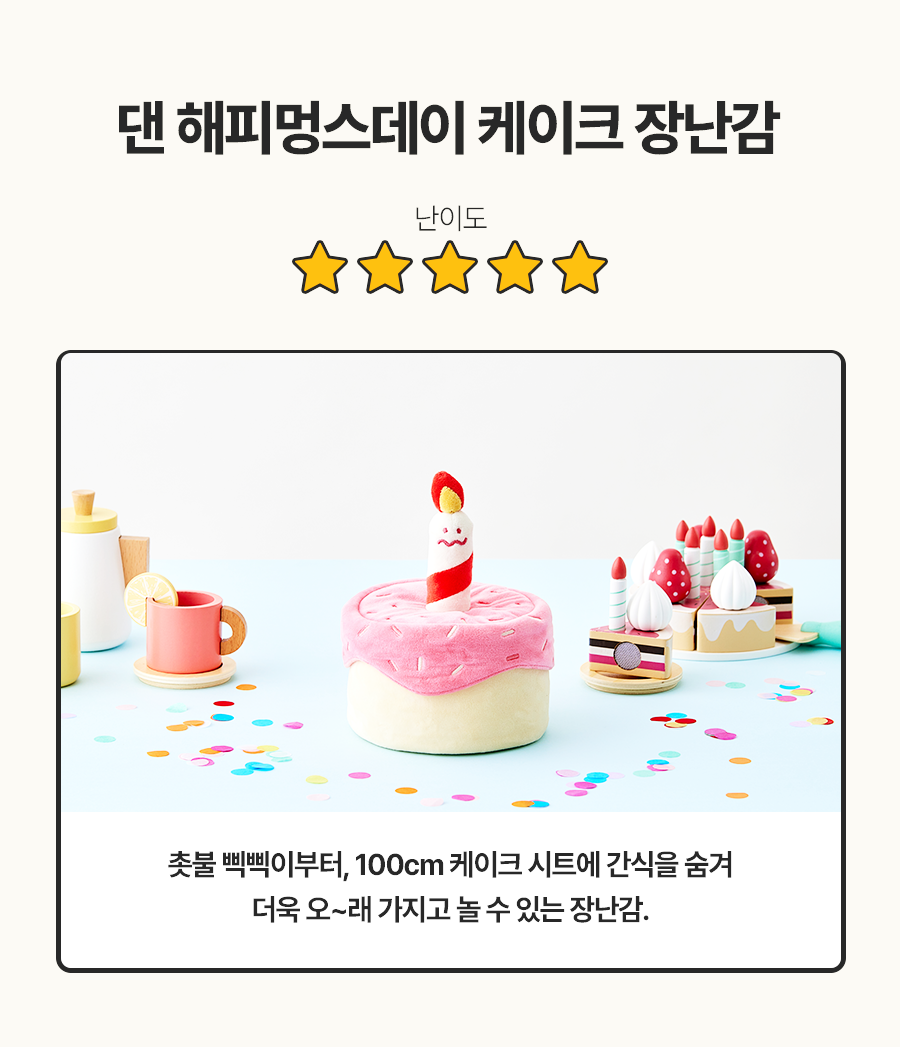 댄 해피멍스데이 케이크 장난감
난이도
촛불 삑삑이부터, 100cm 케이크 시트에 간식을 숨겨
더욱 오~래 가지고 놀 수 있는 장난감.